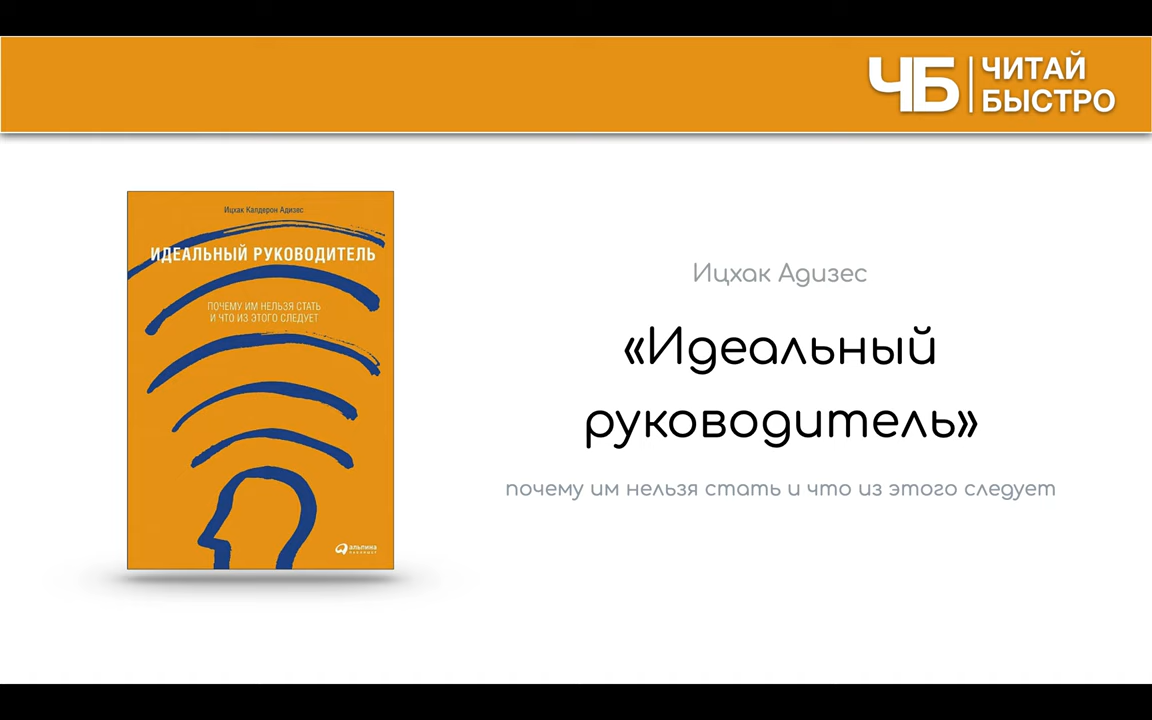 ЧБ
ЧИТАЙ
БЫСТРО
Ицхак Калдерон Адизес
ИДЕАЛЬНЫЙ РУКОВОДИТЕЛЬ
ПОЧЕМУ ИМ НЕЛЬЗЯ СТАТЬ
И ЧТО ИЗ ЭТОГО СЛЕДУЕТ
альпина
паблишер
Ицхак Адизес
«Идеальный
руководитель»
почему им нельзя стать и что из этого следует